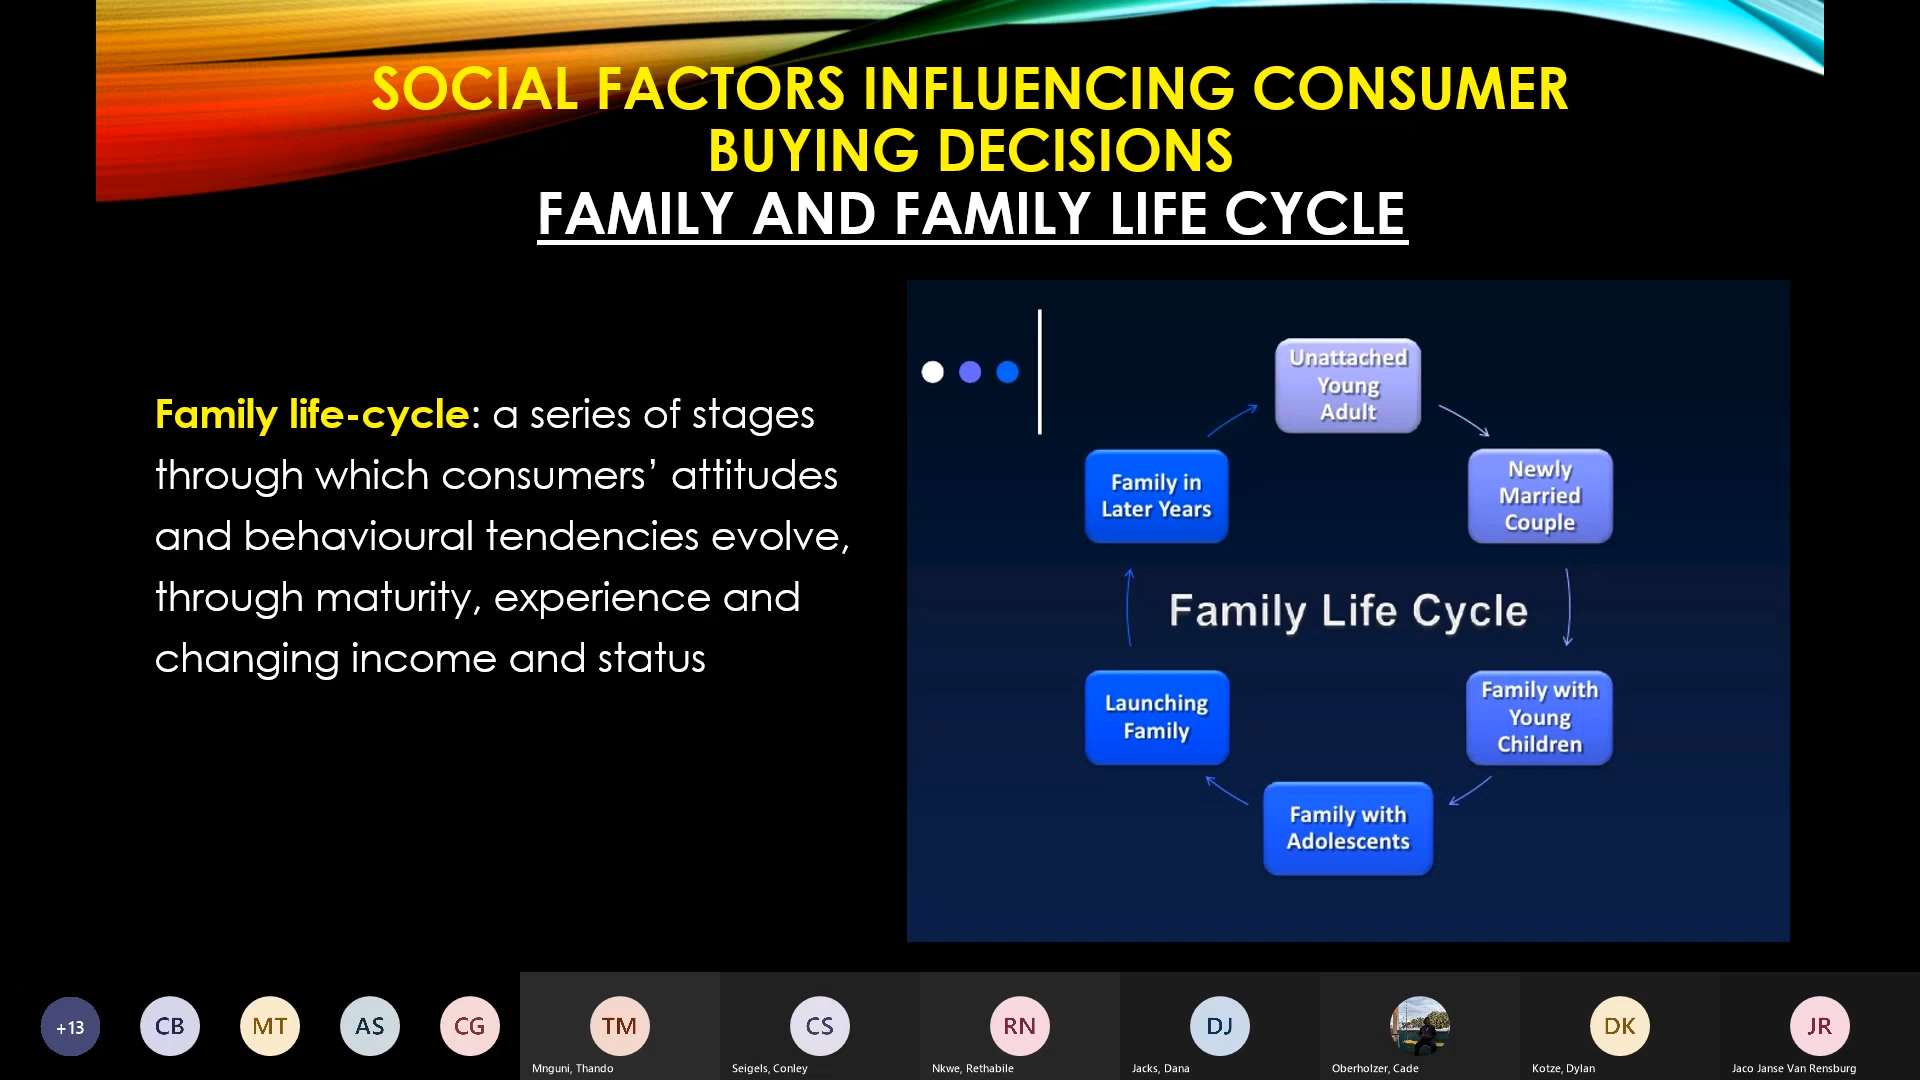 SOCIAL FACTORS INFLUENCING CONSUMER
BUYING DECISIONS
FAMILY AND FAMILY LIFE CYCLE
Family life-cycle: a series of stages
through which consumers’ attitudes
and behavioural tendencies evolve,
through maturity, experience and
changing income and status
Unattached
Young
Adult
Newly
Married
Couple
Family with
Young
Children
Family with
Adolescents
Launching
Family
Family in
Later Years
Family Life Cycle
+13
CB
MT
AS
CG
TM
Mnguni, Thando
CS
Seigels, Conley
RN
Nkwe, Rethabile
DJ
Jacks, Dana
Oberholzer, Cade
DK
Kotze, Dylan
JR
Jaco Janse Van Rensburg